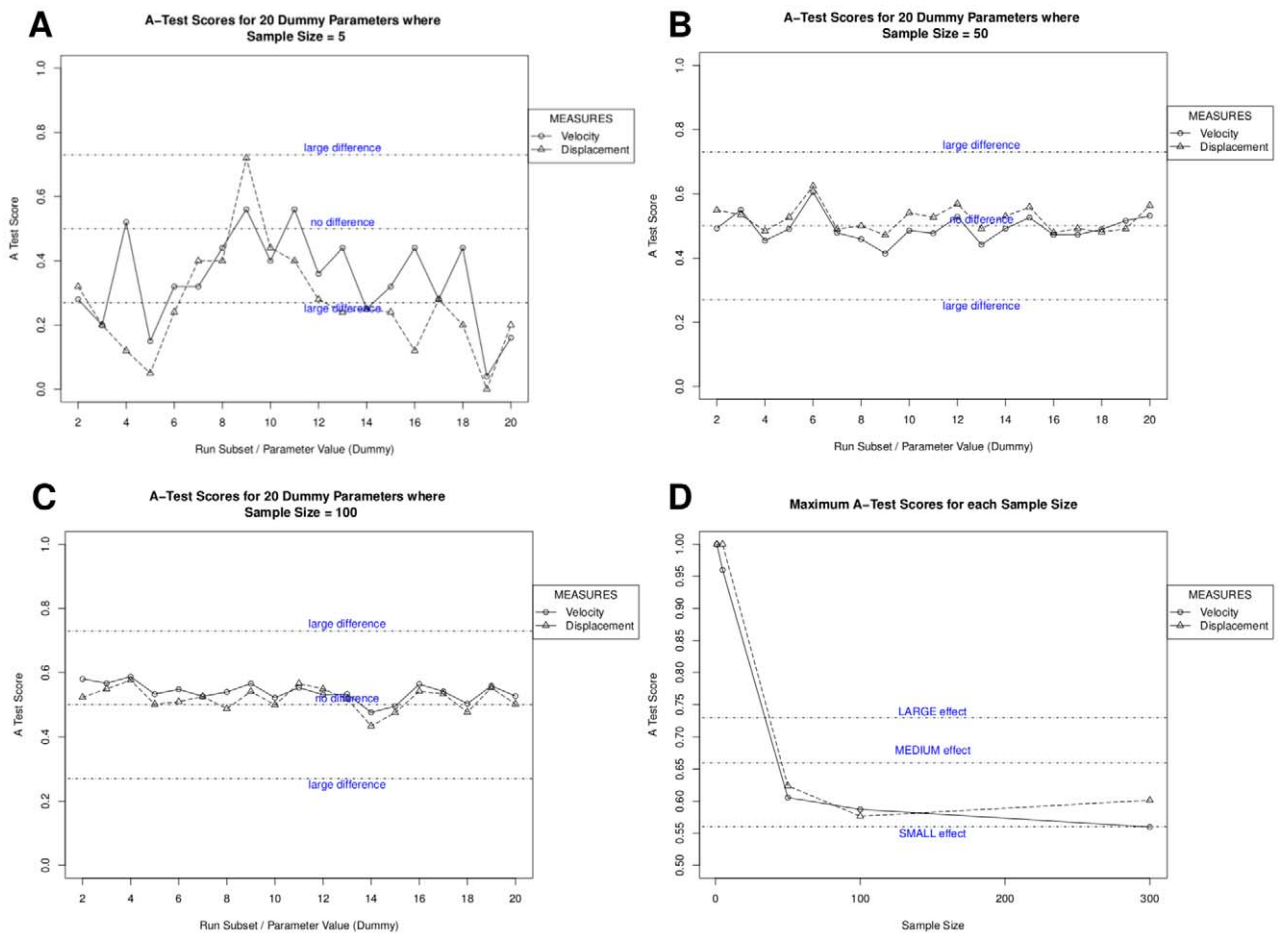 A
A−Test Scores for 20 Dummy Parameters where
Sample Size = 5
1.0
0.8
0.6
0.4
0.2
0.0
A Test Score
large difference
no difference
large difference
2 4 6 8 10 12 14 16 18 20
Run Subset / Parameter Value (Dummy)
MEASURES
Velocity
Displacement
B
A−Test Scores for 20 Dummy Parameters where
Sample Size = 50
1.0
0.8
0.6
0.4
0.2
0.0
A Test Score
large difference
no difference
large difference
2 4 6 8 10 12 14 16 18 20
Run Subset / Parameter Value (Dummy)
MEASURES
Velocity
Displacement
C
A−Test Scores for 20 Dummy Parameters where
Sample Size = 100
1.0
0.8
0.6
0.4
0.2
0.0
A Test Score
large difference
no difference
large difference
2 4 6 8 10 12 14 16 18 20
Run Subset / Parameter Value (Dummy)
MEASURES
Velocity
Displacement
D
Maximum A−Test Scores for each Sample Size
1.00
0.95
0.90
0.85
0.80
0.75
0.70
0.65
0.60
0.55
0.50
A Test Score
LARGE effect
MEDIUM effect
SMALL effect
0 100 200 300
Sample Size
MEASURES
Velocity
Displacement